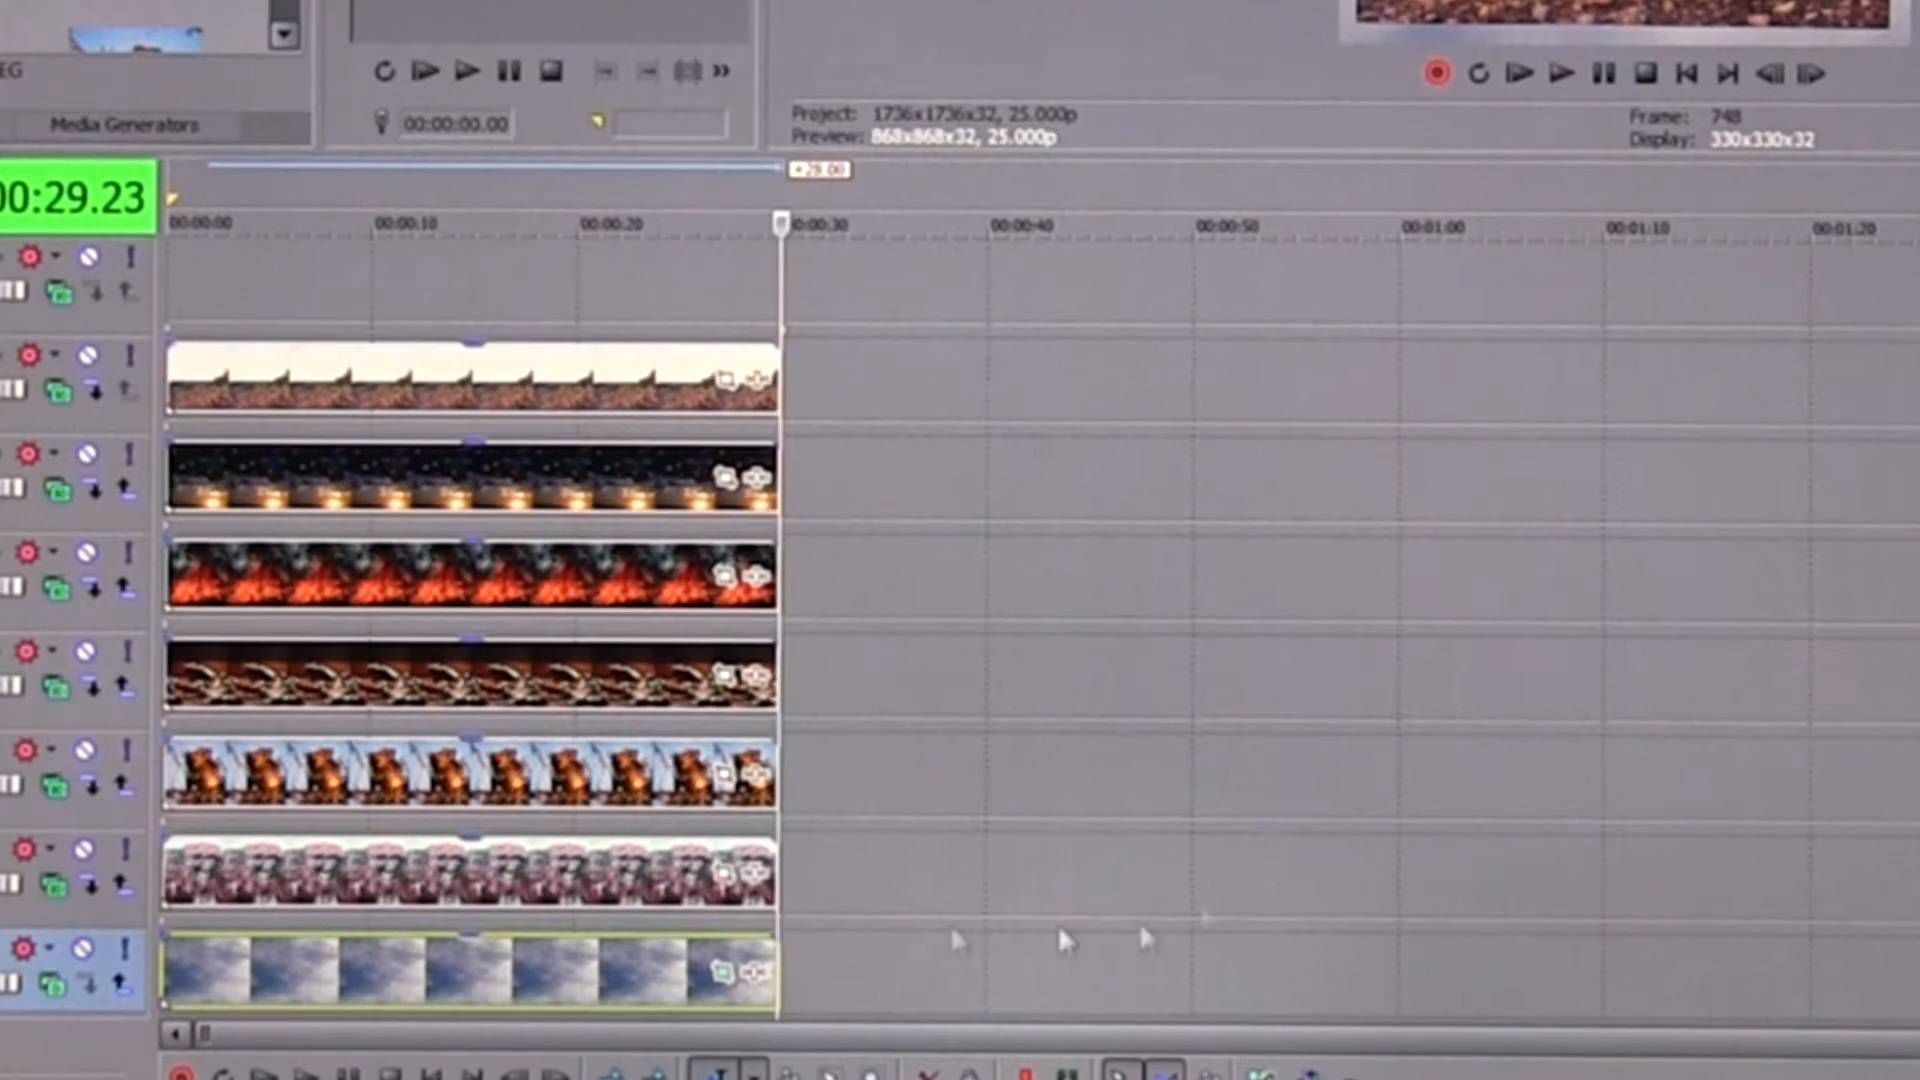 EG
Media Generators
00:00:00.00
Project: 1736x1736x32, 25.000p
Preview: 868x868x32, 25.000p
Frame: 748
Display: 330x330x32
+29.00
00:29.23
00:00:00 00:00:10 00:00:20 0:00:30 00:00:40 00:00:50 00:01:00 00:01:10 00:01:20